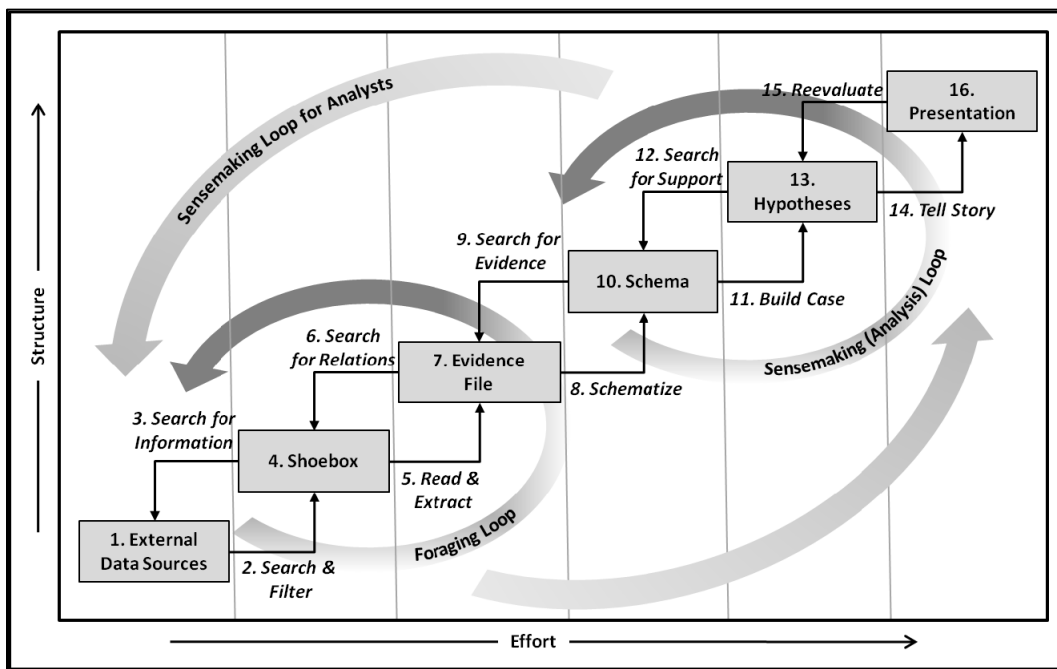 Sensemaking Loop for Analysts
15. Reevaluate
16.
Presentation
12. Search
for Support
13.
Hypotheses
14. Tell Story
9. Search for
Evidence
10. Schema
11. Build Case
Sensemaking (Analysis) Loop
6. Search
for Relations
7. Evidence
File
8. Schematize
3. Search for
Information
4. Shoebox
5. Read &
Extract
Foraging Loop
1. External
Data Sources
2. Search &
Filter
Structure
Effort